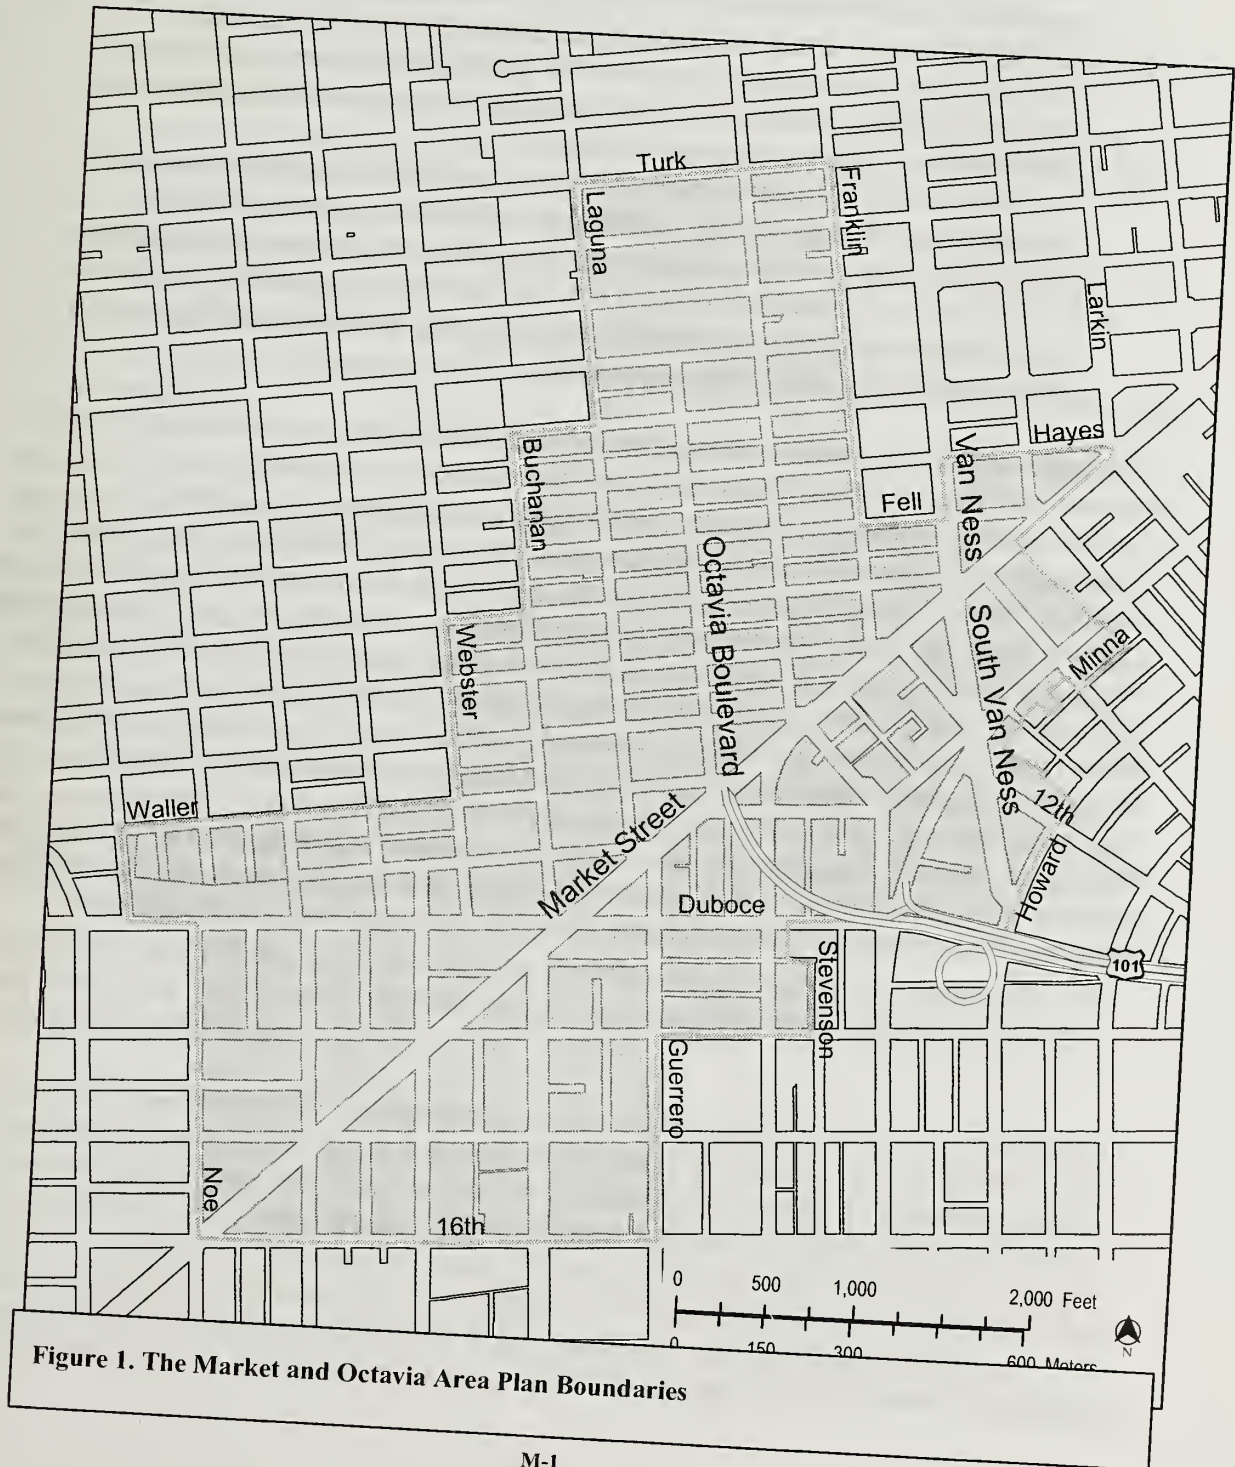 Turk
Franklin
Laguna
Larkin
Hayes
Van Ness
Buchanan
Fell
Octavia Boulevard
South Van Ness
Minna
Webster
12th
Waller
Market Street
Howard
Duboce
Stevenson
101
Guerrero
Noe
16th
0 500 1,000 2,000 Feet
0 150 300 600 Meters
N
Figure 1. The Market and Octavia Area Plan Boundaries
M-1